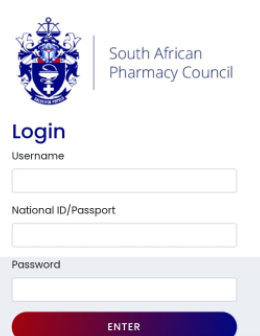 South African
Pharmacy Council
Login
Username
National ID/Passport
Password
ENTER